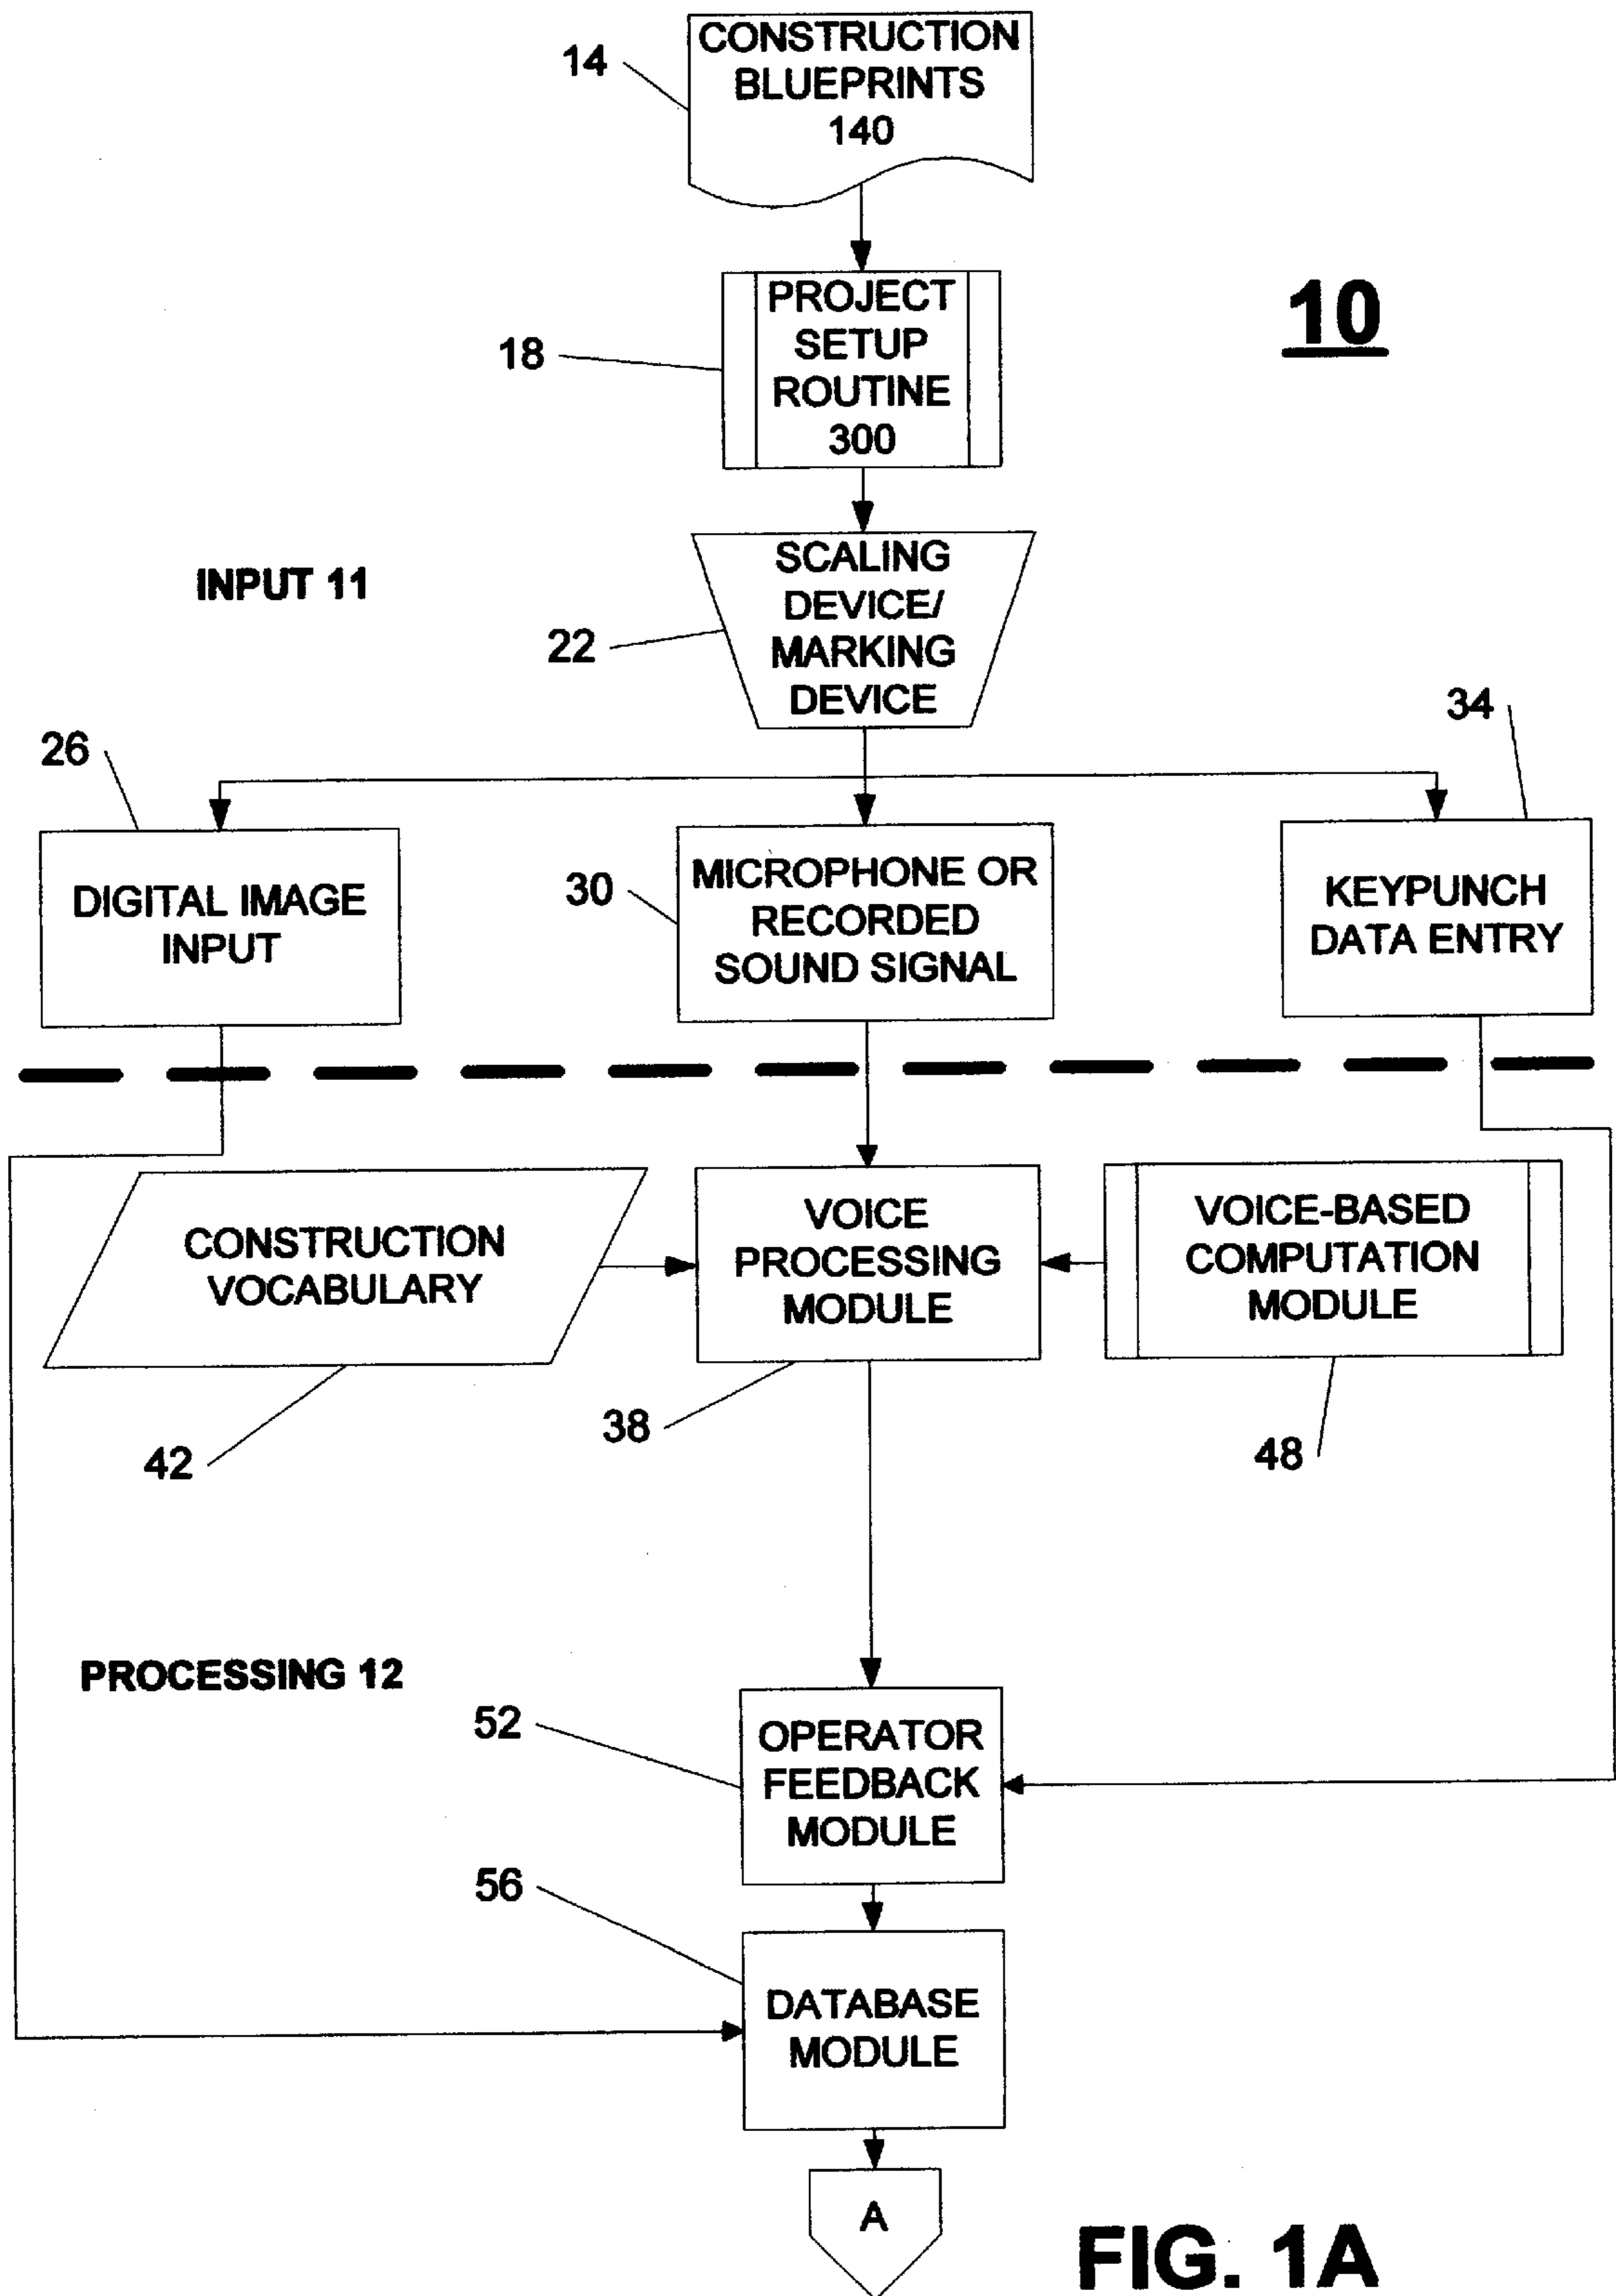 CONSTRUCTION
BLUEPRINTS
140
14
PROJECT
SETUP
ROUTINE
300
18
10
INPUT 11
SCALING
DEVICE/
MARKING
DEVICE
22
26
34
DIGITAL IMAGE
INPUT
30
MICROPHONE OR
RECORDED
SOUND SIGNAL
KEYPUNCH
DATA ENTRY
CONSTRUCTION
VOCABULARY
VOICE
PROCESSING
MODULE
VOICE-BASED
COMPUTATION
MODULE
42
38
48
PROCESSING 12
52
OPERATOR
FEEDBACK
MODULE
56
DATABASE
MODULE
A
FIG. 1A